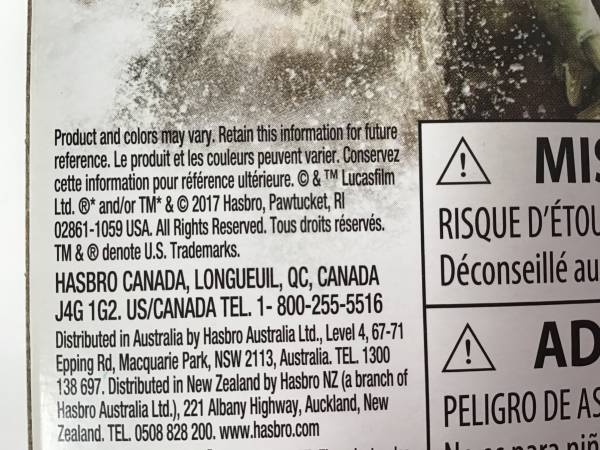 Product and colors may vary. Retain this information for future
reference. Le produit et les couleurs peuvent varier. Conservez
cette information pour référence ultérieure. © & ™ Lucasfilm
Ltd. ®* and/or TM* & © 2017 Hasbro, Pawtucket, RI
02861-1059 USA. All Rights Reserved. Tous droits réservés.
TM & ® denote U.S. Trademarks.
HASBRO CANADA, LONGUEUIL, QC, CANADA
J4G 1G2. US/CANADA TEL. 1- 800-255-5516
Distributed in Australia by Hasbro Australia Ltd., Level 4, 67-71
Epping Rd, Macquarie Park, NSW 2113, Australia. TEL. 1300
138 697. Distributed in New Zealand by Hasbro NZ (a branch of
Hasbro Australia Ltd.), 221 Albany Highway, Auckland, New
Zealand. TEL. 0508 828 200. www.hasbro.com
MIS
RISQUE D'ÉTOU
Déconseillé au
AD
PELIGRO DE AS
No es para niñ